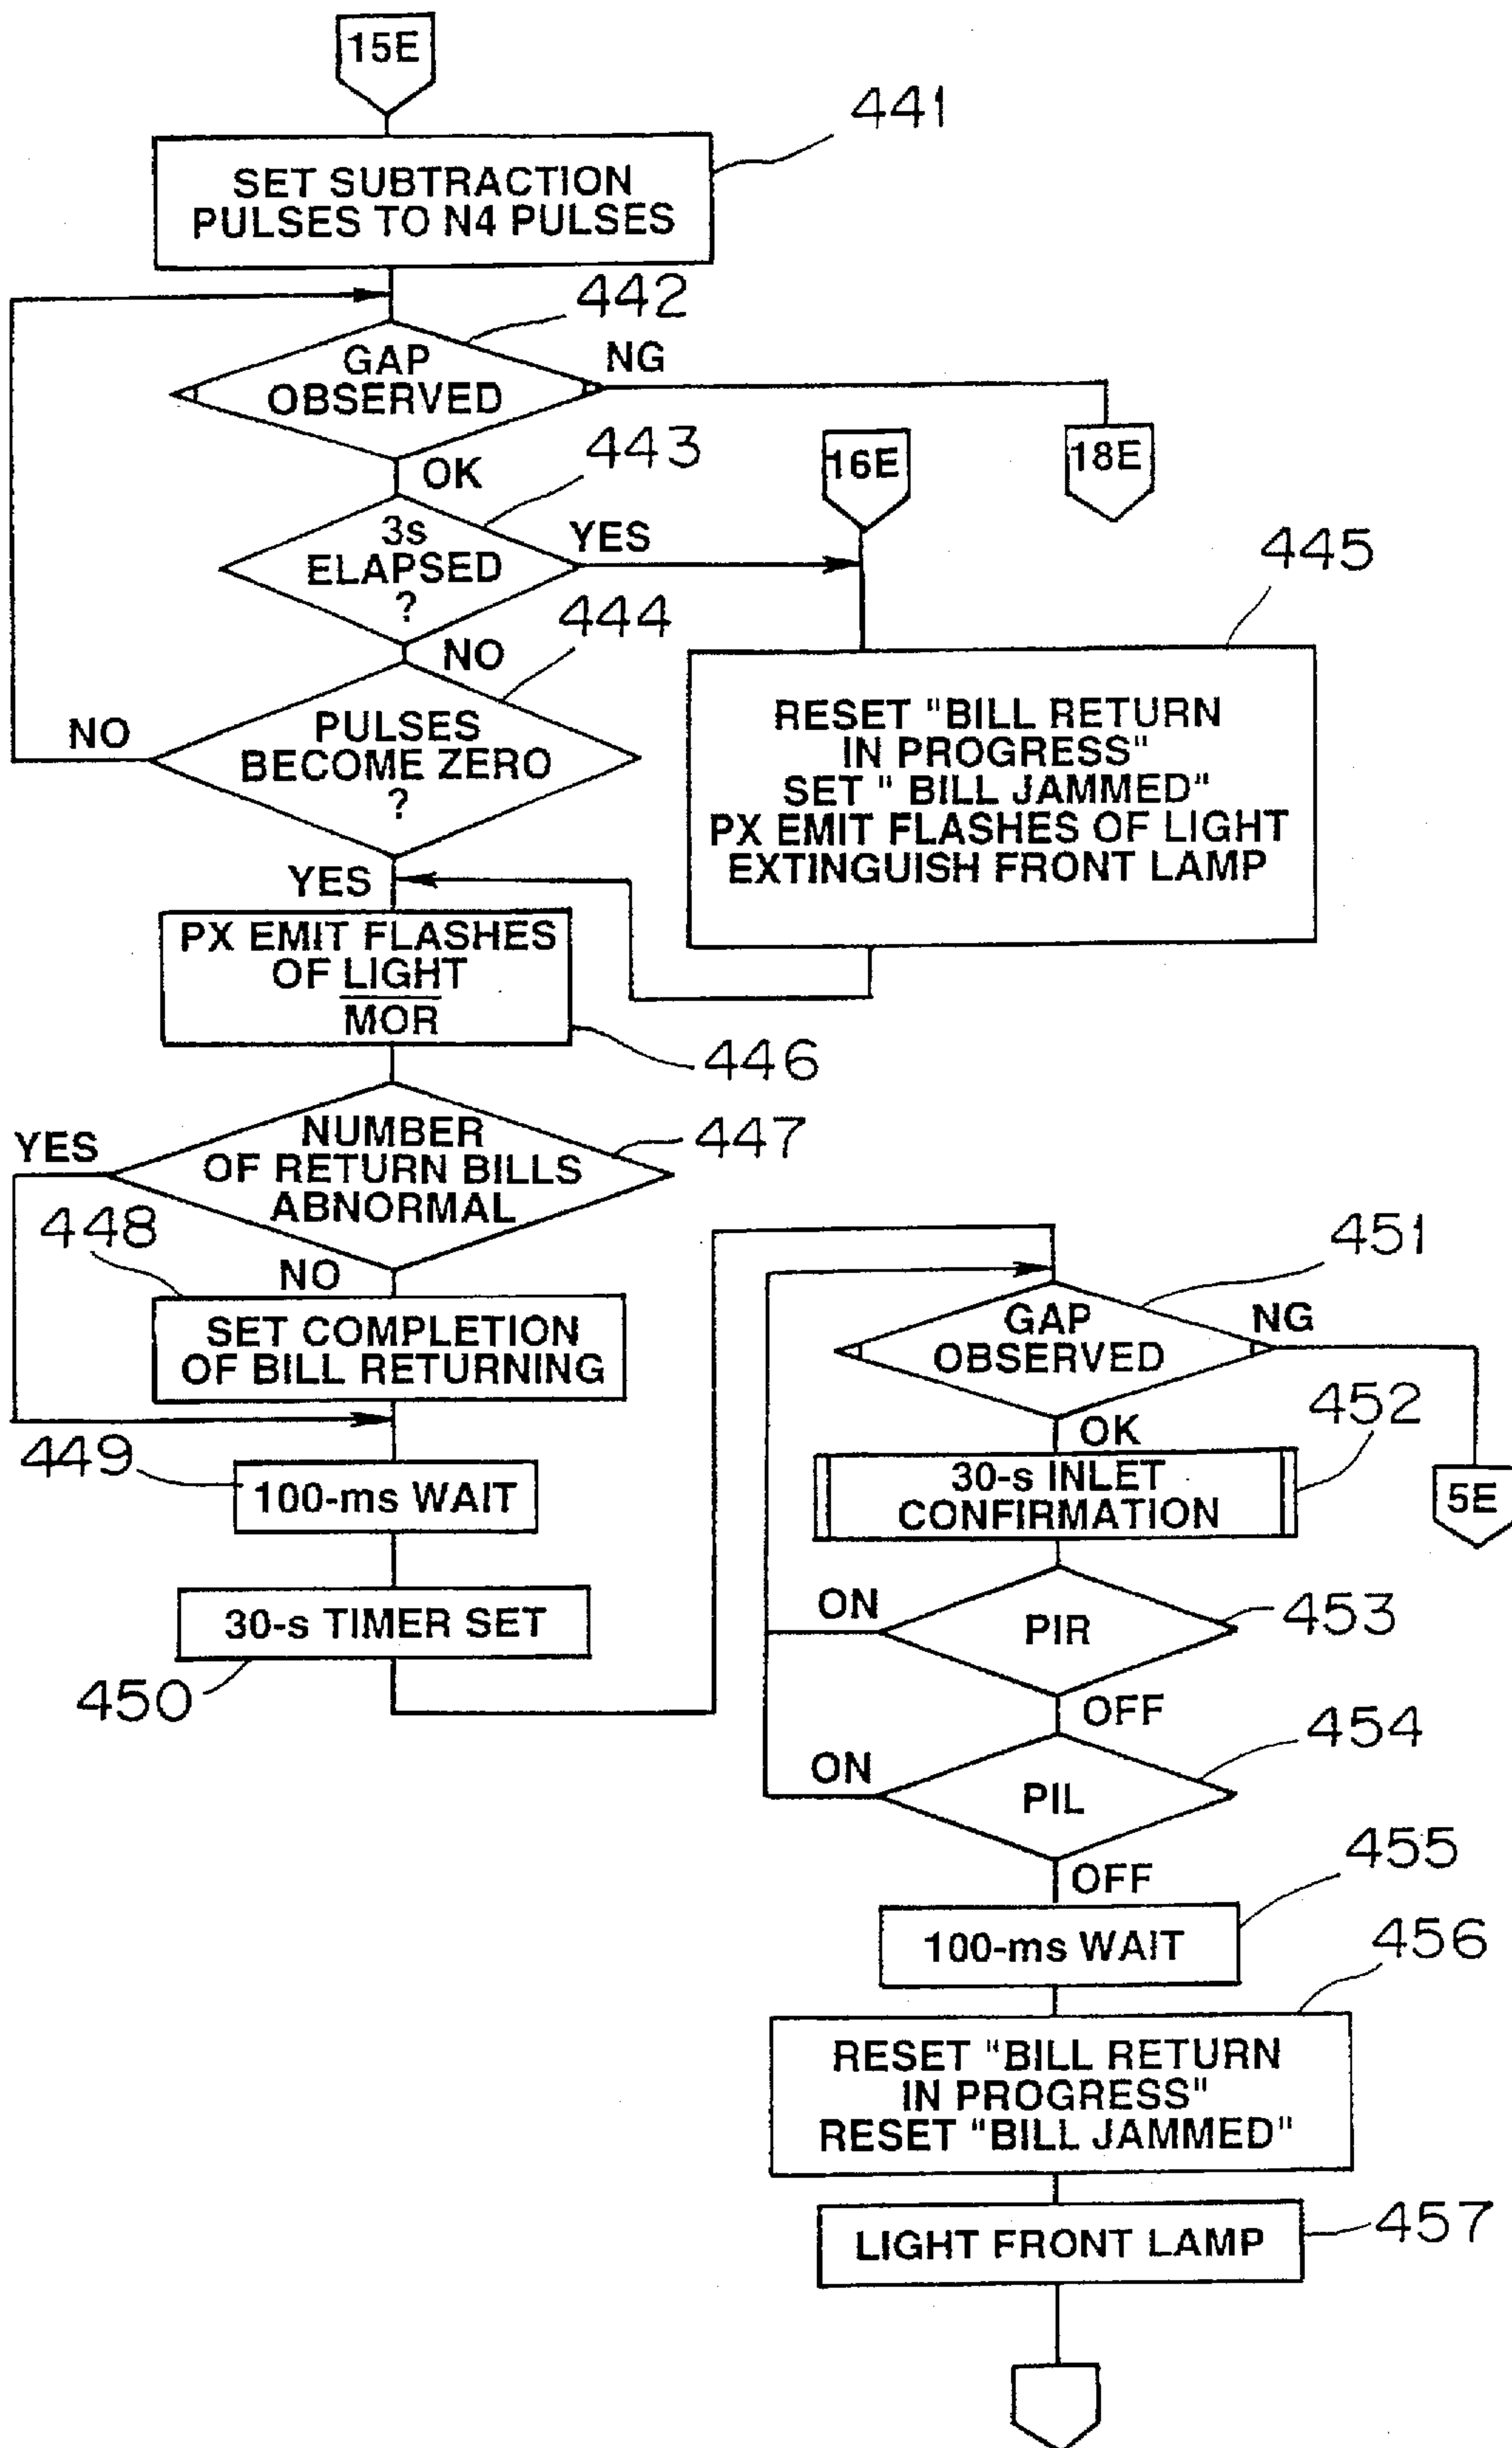 15E
441
SET SUBTRACTION
PULSES TO N4 PULSES
442
GAP
OBSERVED
NG
18E
OK
443
16E
3s
ELAPSED
?
YES
445
444
NO
PULSES
BECOME ZERO
?
NO
RESET "BILL RETURN
IN PROGRESS"
SET " BILL JAMMED"
PX EMIT FLASHES OF LIGHT
EXTINGUISH FRONT LAMP
YES
PX EMIT FLASHES
OF LIGHT
MOR
446
NUMBER
OF RETURN BILLS
ABNORMAL
447
YES
448
NO
SET COMPLETION
OF BILL RETURNING
449
100-ms WAIT
30-s TIMER SET
450
451
GAP
OBSERVED
NG
452
OK
30-s INLET
CONFIRMATION
5E
ON
PIR
453
OFF
454
ON
PIL
455
OFF
100-ms WAIT
456
RESET "BILL RETURN
IN PROGRESS"
RESET "BILL JAMMED"
LIGHT FRONT LAMP
457